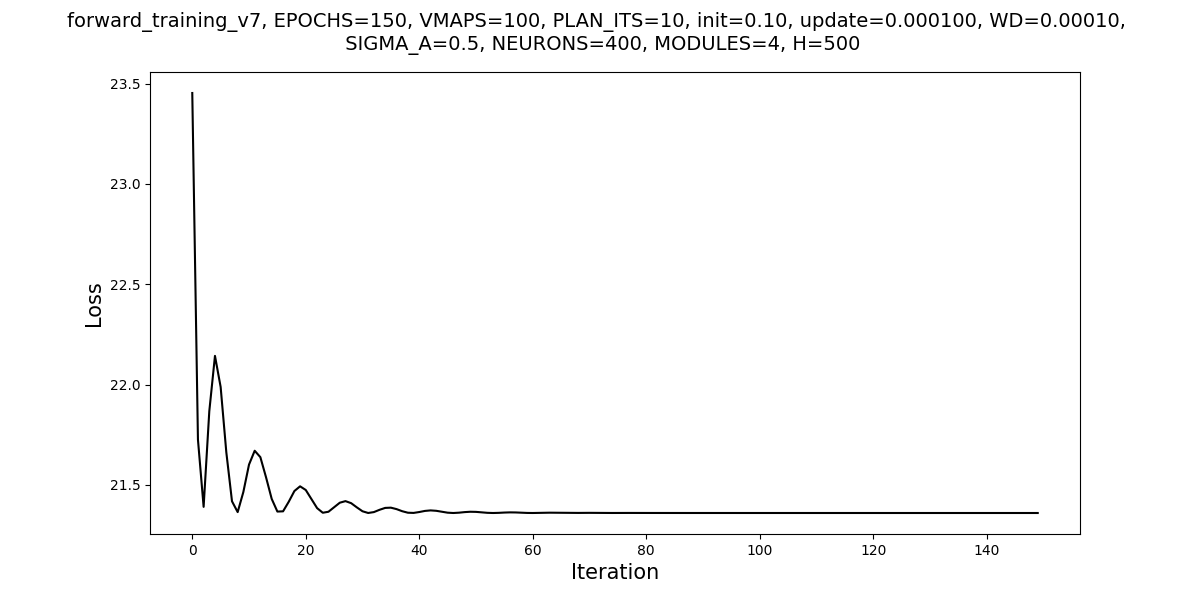 forward_training_v7, EPOCHS=150, VMAPS=100, PLAN_ITS=10, init=0.10, update=0.000100, WD=0.00010,
SIGMA_A=0.5, NEURONS=400, MODULES=4, H=500
23.5
23.0
22.5
22.0
21.5
Loss
0 20 40 60 80 100 120 140
Iteration